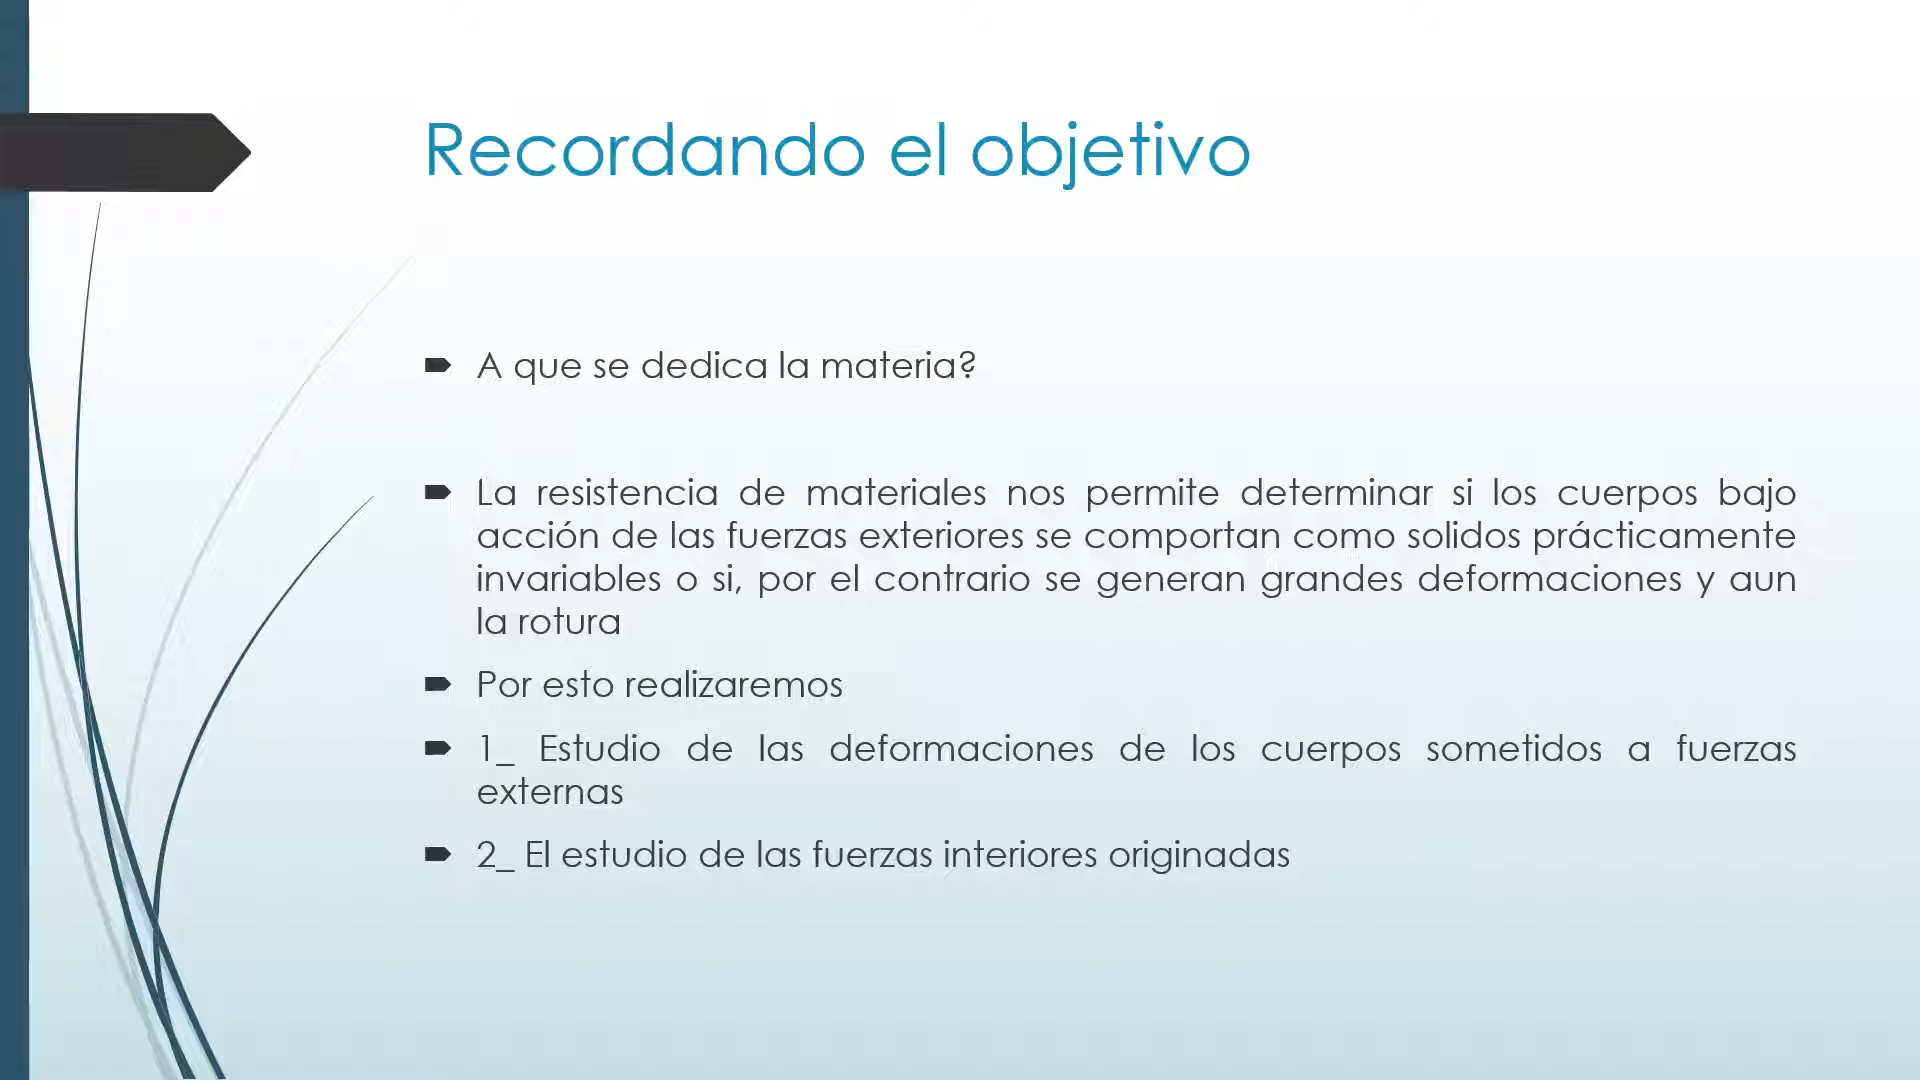 Recordando el objetivo
A que se dedica la materia?
La resistencia de materiales nos permite determinar si los cuerpos bajo
acción de las fuerzas exteriores se comportan como solidos prácticamente
invariables o si, por el contrario se generan grandes deformaciones y aun
la rotura
Por esto realizaremos
1_ Estudio de las deformaciones de los cuerpos sometidos a fuerzas
externas
2_ El estudio de las fuerzas interiores originadas